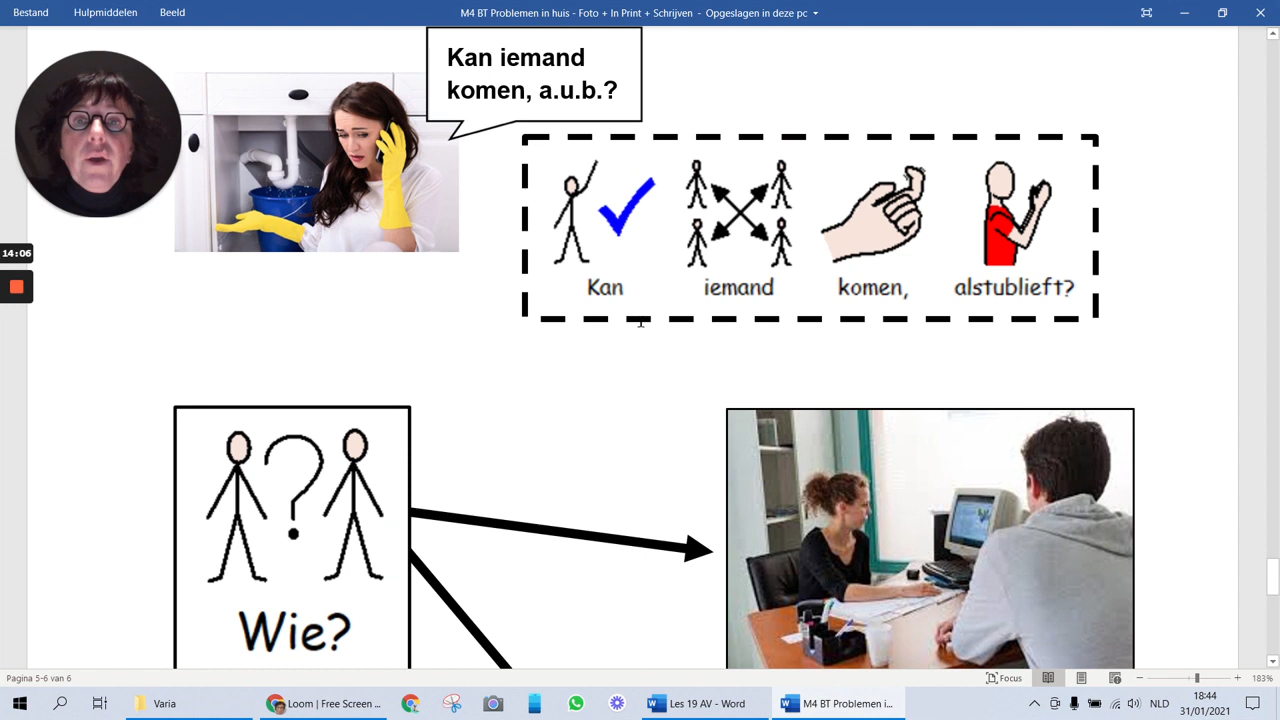 Bestand
Hulpmiddelen
Beeld
M4 BT Problemen in huis - Foto + In Print + Schrijven - Opgeslagen in deze pc
Kan iemand
komen, a.u.b.?
14:06
Kan
iemand
komen,
alstublieft?
Wie?
Pagina 5-6 van 6
Focus
183%
Varia
Loom | Free Screen ...
Les 19 AV - Word
M4 BT Problemen i...
NLD
18:44
31/01/2021